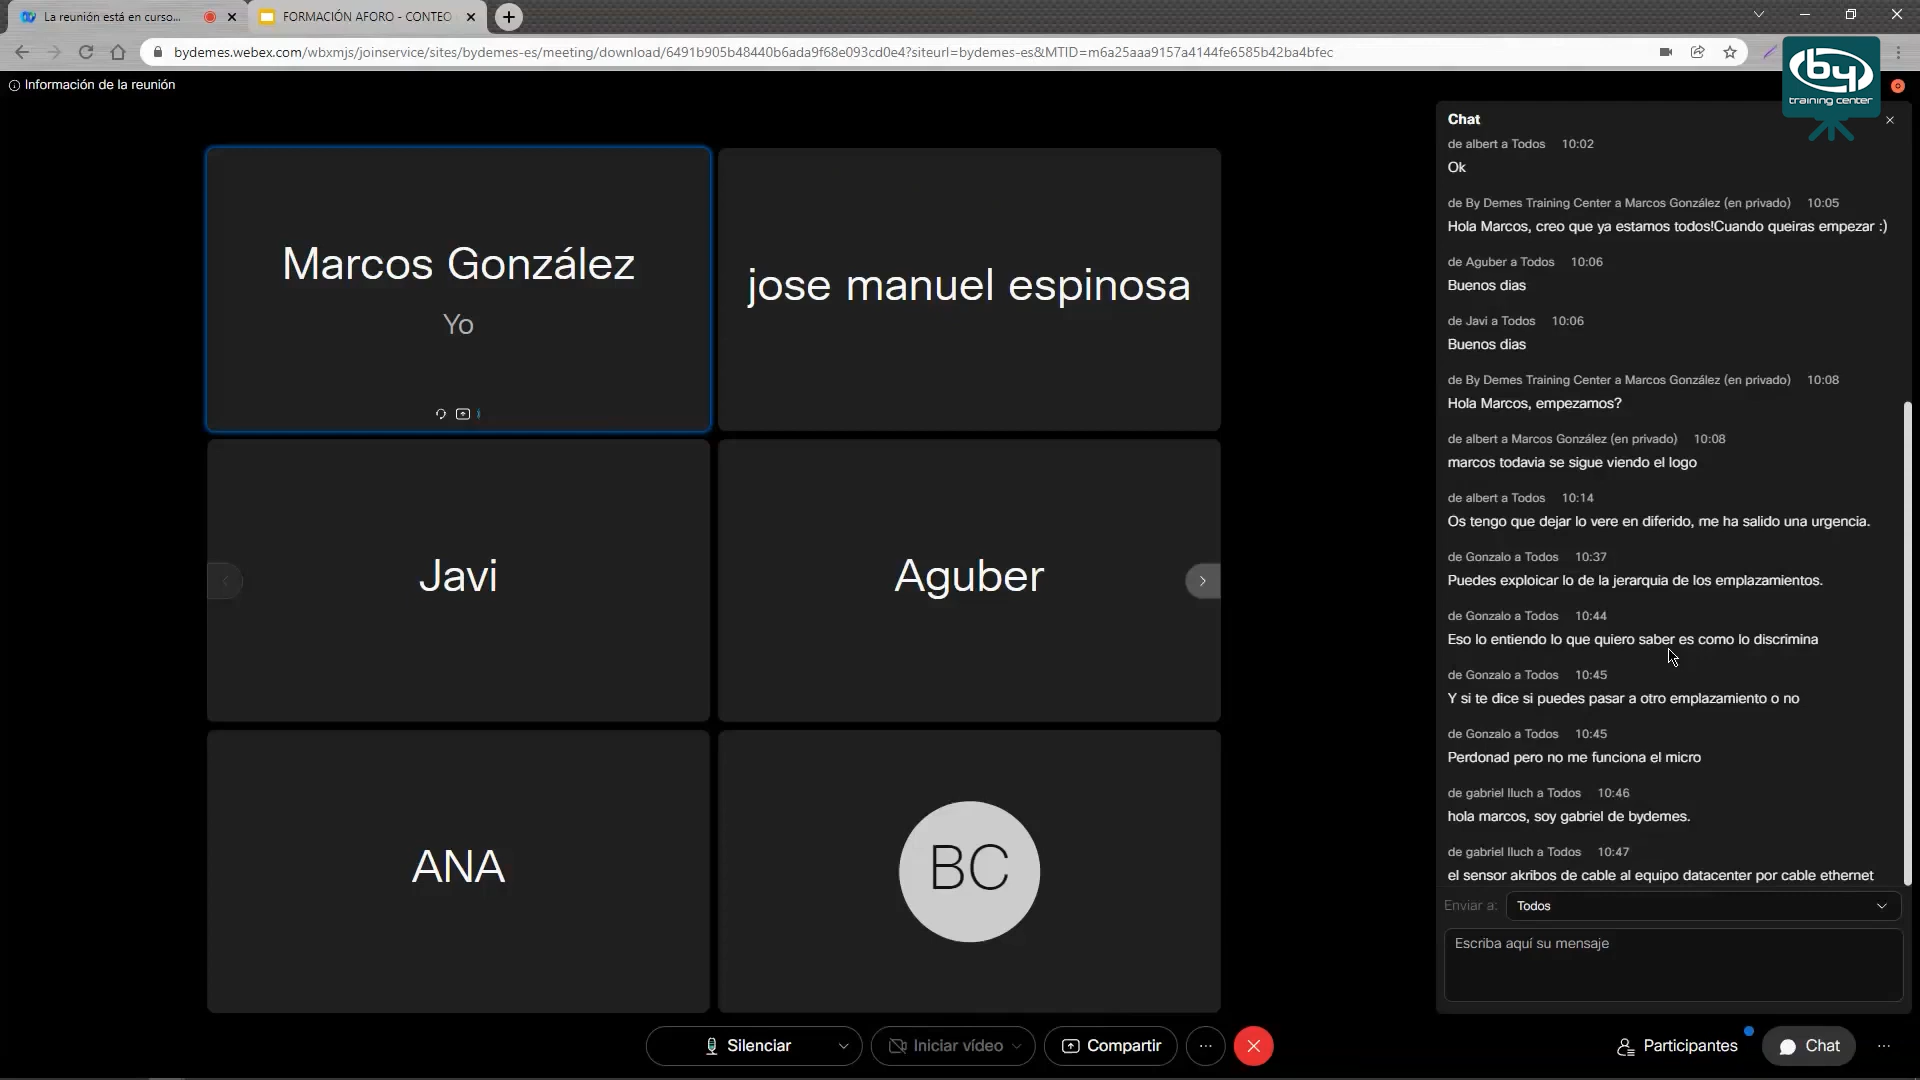 La reunión está en curso...
FORMACIÓN AFORO - CONTEO
bydemes.webex.com/wbxmjs/joinservice/sites/bydemes-es/meeting/download/6491b905b48440b6ada9f68e093cd0e4?siteurl=bydemes-es&MTID=m6a25aaa9157a4144fe6585b42ba4bfec
Información de la reunión
by
training center
Marcos González
Yo
jose manuel espinosa
Javi
Aguber
ANA
BC
Chat
de albert a Todos 10:02
Ok
de By Demes Training Center a Marcos González (en privado) 10:05
Hola Marcos, creo que ya estamos todos!Cuando queiras empezar :)
de Aguber a Todos 10:06
Buenos dias
de Javi a Todos 10:06
Buenos dias
de By Demes Training Center a Marcos González (en privado) 10:08
Hola Marcos, empezamos?
de albert a Marcos González (en privado) 10:08
marcos todavia se sigue viendo el logo
de albert a Todos 10:14
Os tengo que dejar lo vere en diferido, me ha salido una urgencia.
de Gonzalo a Todos 10:37
Puedes exploicar lo de la jerarquia de los emplazamientos.
de Gonzalo a Todos 10:44
Eso lo entiendo lo que quiero saber es como lo discrimina
de Gonzalo a Todos 10:45
Y si te dice si puedes pasar a otro emplazamiento o no
de Gonzalo a Todos 10:45
Perdonad pero no me funciona el micro
de gabriel lluch a Todos 10:46
hola marcos, soy gabriel de bydemes.
de gabriel lluch a Todos 10:47
el sensor akribos de cable al equipo datacenter por cable ethernet
Enviar a: Todos
Escriba aquí su mensaje
Silenciar
Iniciar vídeo
Compartir
Participantes
Chat